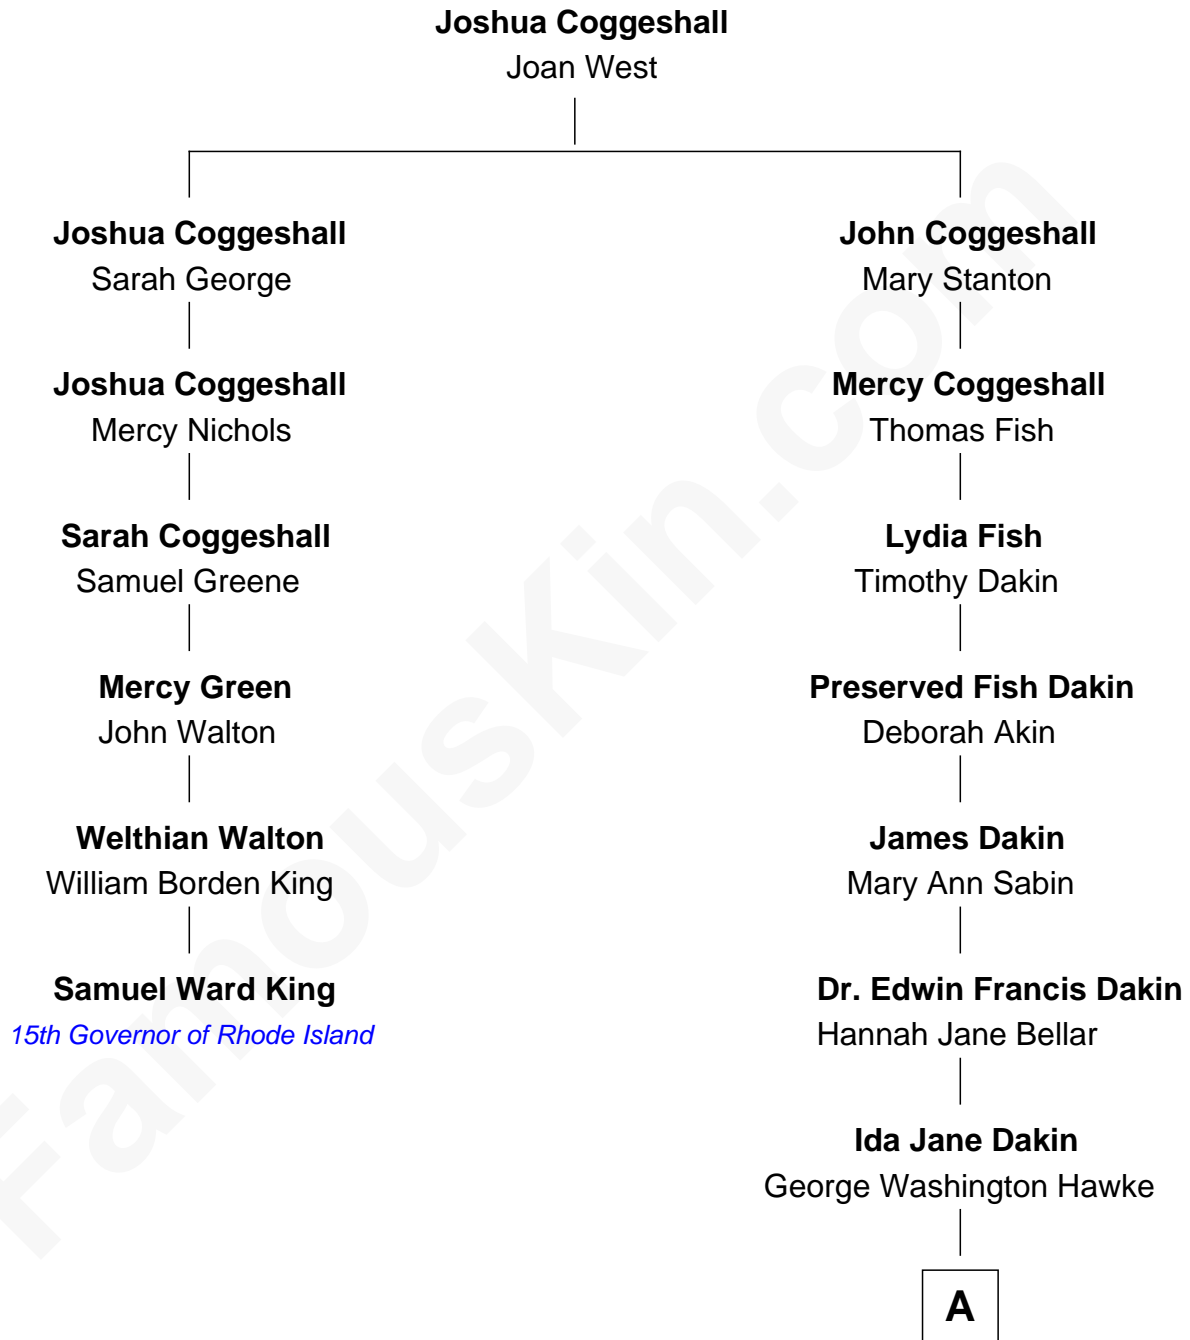 Joshua Coggeshall
Joan West
Joshua Coggeshall
Sarah George
Joshua Coggeshall
Mercy Nichols
Sarah Coggeshall
Samuel Greene
Mercy Green
John Walton
Welthian Walton
William Borden King
Samuel Ward King
15th Governor of Rhode Island
John Coggeshall
Mary Stanton
Mercy Coggeshall
Thomas Fish
Lydia Fish
Timothy Dakin
Preserved Fish Dakin
Deborah Akin
James Dakin
Mary Ann Sabin
Dr. Edwin Francis Dakin
Hannah Jane Bellar
Ida Jane Dakin
George Washington Hawke
A
FamousKin.com